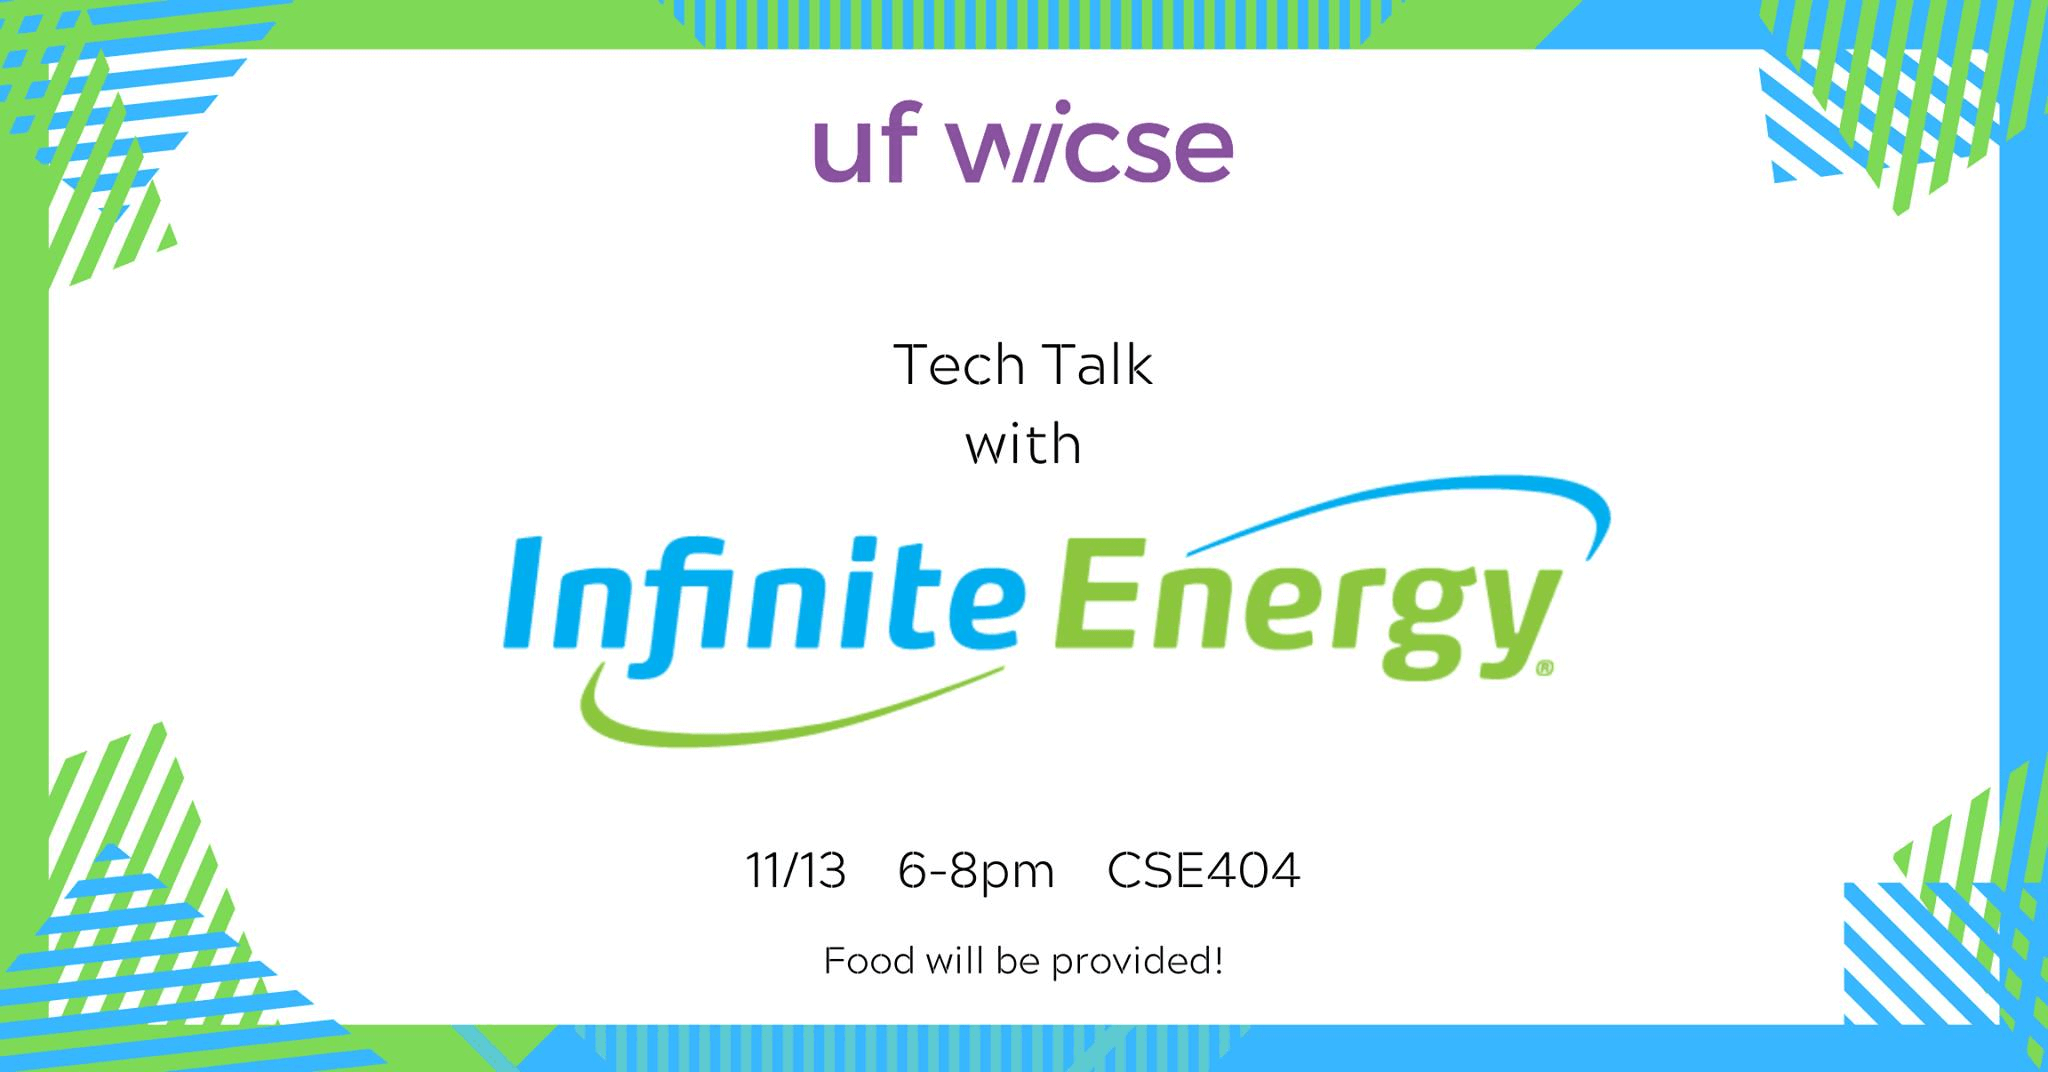 uf wicse
Tech Talk
with
Infinite Energy®
11/13 6-8pm CSE404
Food will be provided!